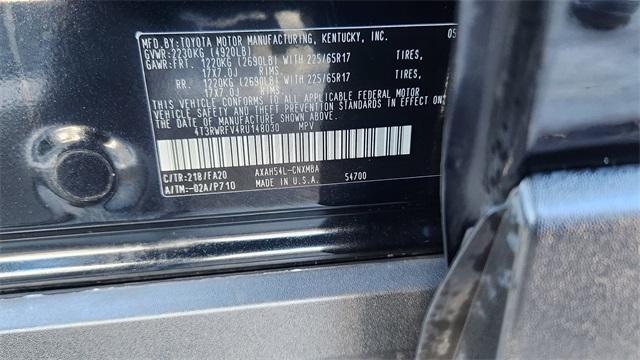 MFD.BY:TOYOTA MOTOR MANUFACTURING, KENTUCKY, INC. 05
GVWR:2230KG (4920LB)
GAWR:FRT. 1220KG (2690LB) WITH 225/65R17 TIRES,
17X7.0J RIMS
RR. 1220KG (2690LB) WITH 225/65R17 TIRES,
17X7.0J RIMS
THIS VEHICLE CONFORMS TO ALL APPLICABLE FEDERAL MOTOR
VEHICLE SAFETY AND THEFT PREVENTION STANDARDS IN EFFECT ON
THE DATE OF MANUFACTURE SHOWN ABOVE.
4T3RWRFV4RU148030 MPV
C/TR:218/FA20 AXAH54L-CNXMBA
A/TM:-02A/P710 MADE IN U.S.A. 54700